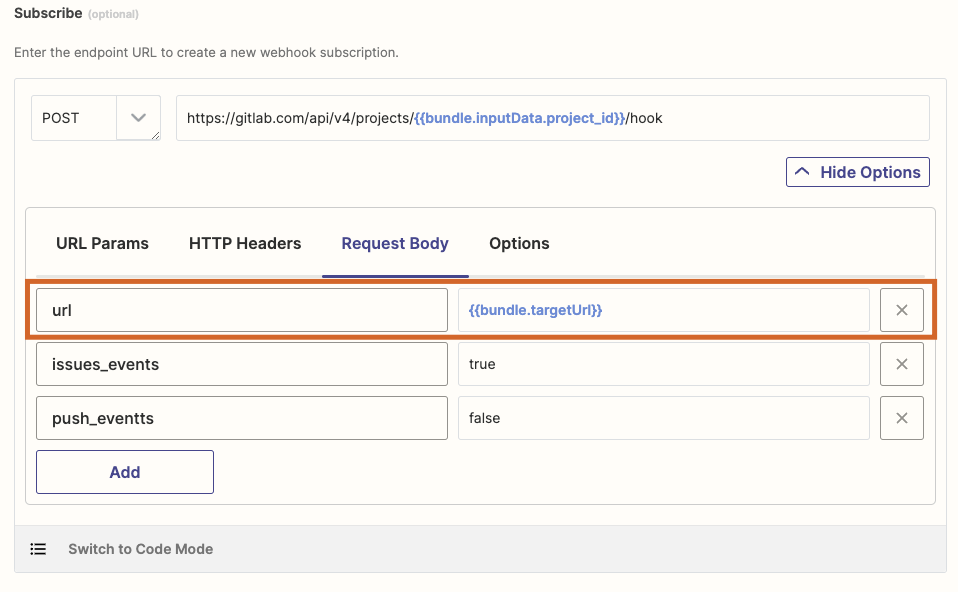 Subscribe (optional)
Enter the endpoint URL to create a new webhook subscription.
POST
https://gitlab.com/api/v4/projects/{{bundle.inputData.project_id}}/hook
Hide Options
URL Params HTTP Headers Request Body Options
url {{bundle.targetUrl}}
issues_events true
push_eventts false
Add
Switch to Code Mode